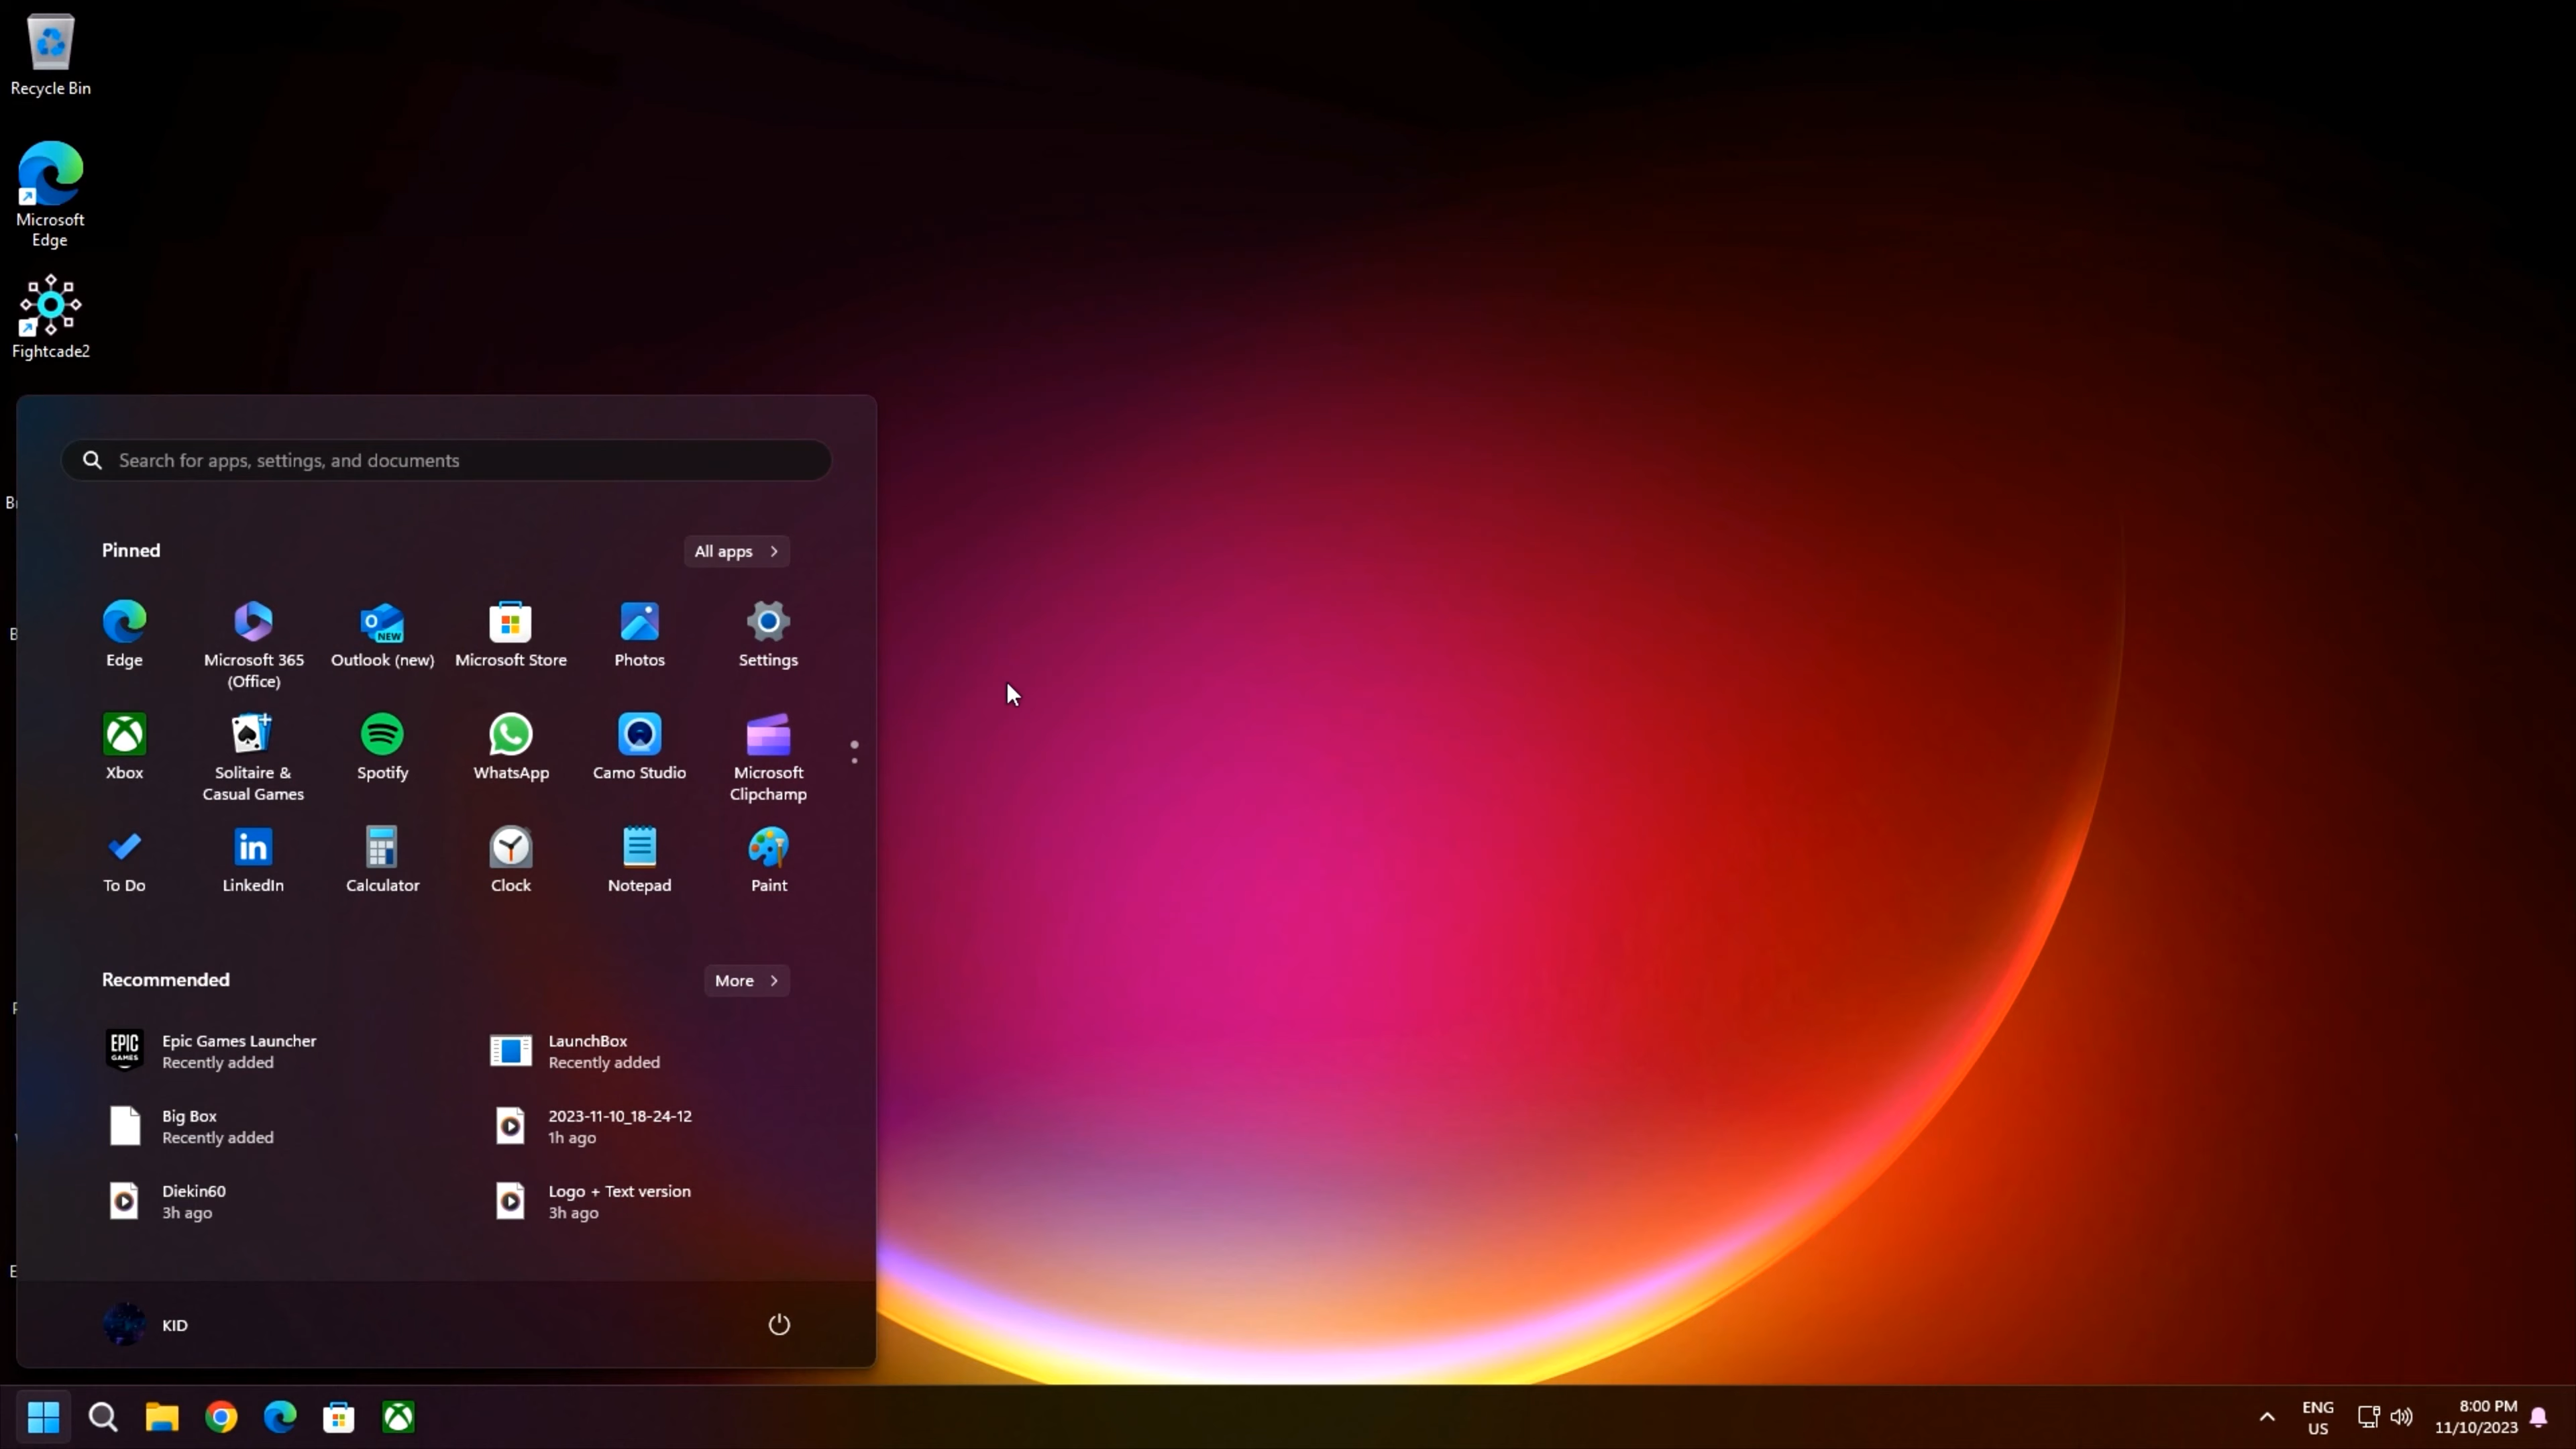 Recycle Bin
Microsoft
Edge
Fightcade2
Search for apps, settings, and documents
Pinned
All apps
Edge
Microsoft 365
(Office)
Outlook (new)
Microsoft Store
Photos
Settings
Xbox
Solitaire &
Casual Games
Spotify
WhatsApp
Camo Studio
Microsoft
Clipchamp
To Do
LinkedIn
Calculator
Clock
Notepad
Paint
Recommended
More
Epic Games Launcher
Recently added
LaunchBox
Recently added
Big Box
Recently added
2023-11-10_18-24-12
1h ago
Diekin60
3h ago
Logo + Text version
3h ago
KID
ENG
US
8:00 PM
11/10/2023
NEW
in
EPIC
GAMES